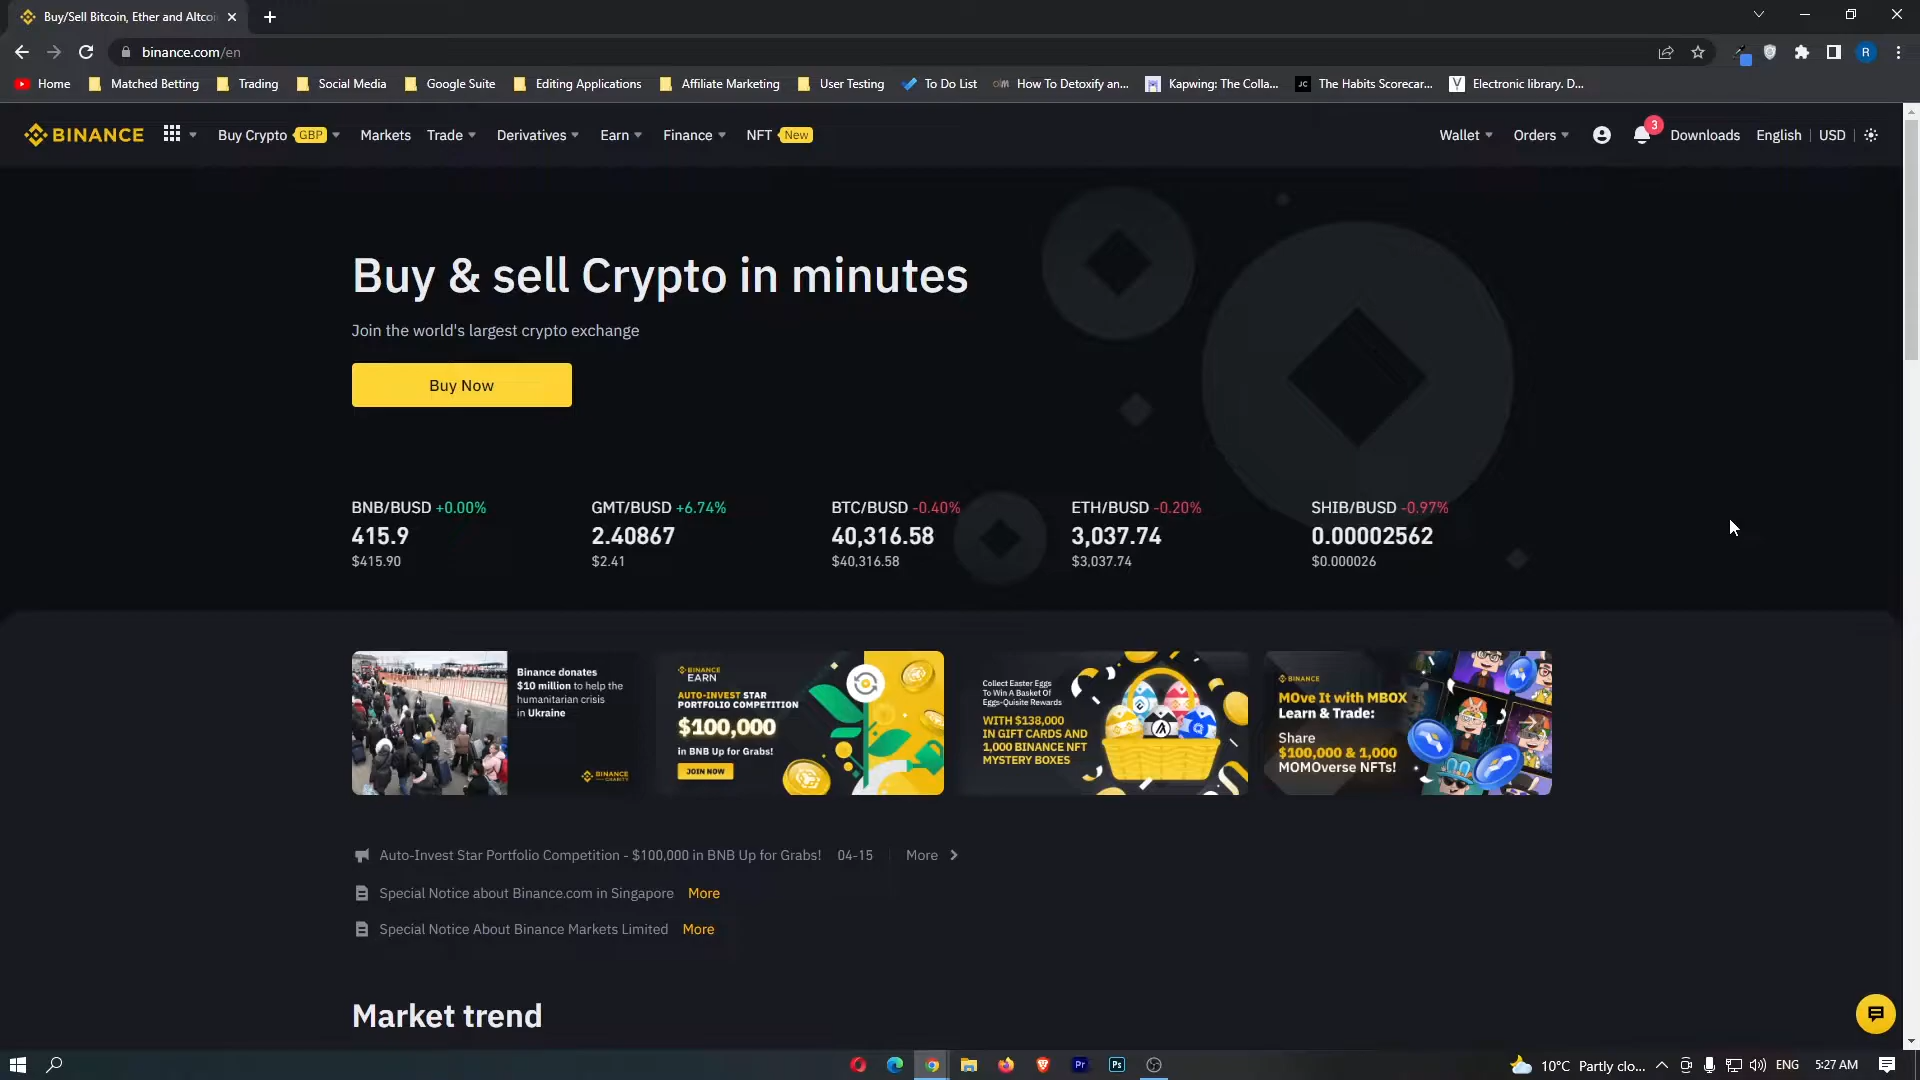 Buy/Sell Bitcoin, Ether and Altcoi
binance.com/en
Home
Matched Betting
Trading
Social Media
Google Suite
Editing Applications
Affiliate Marketing
User Testing
To Do List
How To Detoxify an...
Kapwing: The Colla...
JC
The Habits Scorecar...
Electronic library. D...
R
BINANCE
Buy Crypto GBP
Markets
Trade
Derivatives
Earn
Finance
NFT New
Wallet
Orders
3
Downloads
English
USD
Buy & sell Crypto in minutes
Join the world's largest crypto exchange
Buy Now
BNB/BUSD +0.00%
415.9
$415.90
GMT/BUSD +6.74%
2.40867
$2.41
BTC/BUSD -0.40%
40,316.58
$40,316.58
ETH/BUSD -0.20%
3,037.74
$3,037.74
SHIB/BUSD -0.97%
0.00002562
$0.000026
Binance donates
$10 million to help the
humanitarian crisis
in Ukraine
BINANCE
CHARITY
BINANCE
EARN
AUTO-INVEST STAR
PORTFOLIO COMPETITION
$100,000
in BNB Up for Grabs!
JOIN NOW
Collect Easter Eggs
To Win A Basket Of
Eggs-Quisite Rewards
WITH $138,000
IN GIFT CARDS AND
1,000 BINANCE NFT
MYSTERY BOXES
BINANCE
MOve It with MBOX
Learn & Trade:
Share
$100,000 & 1,000
MOMOverse NFTs!
Auto-Invest Star Portfolio Competition - $100,000 in BNB Up for Grabs! 04-15 More
Special Notice about Binance.com in Singapore More
Special Notice About Binance Markets Limited More
Market trend
Pr
Ps
10°C Partly clo...
ENG
5:27 AM